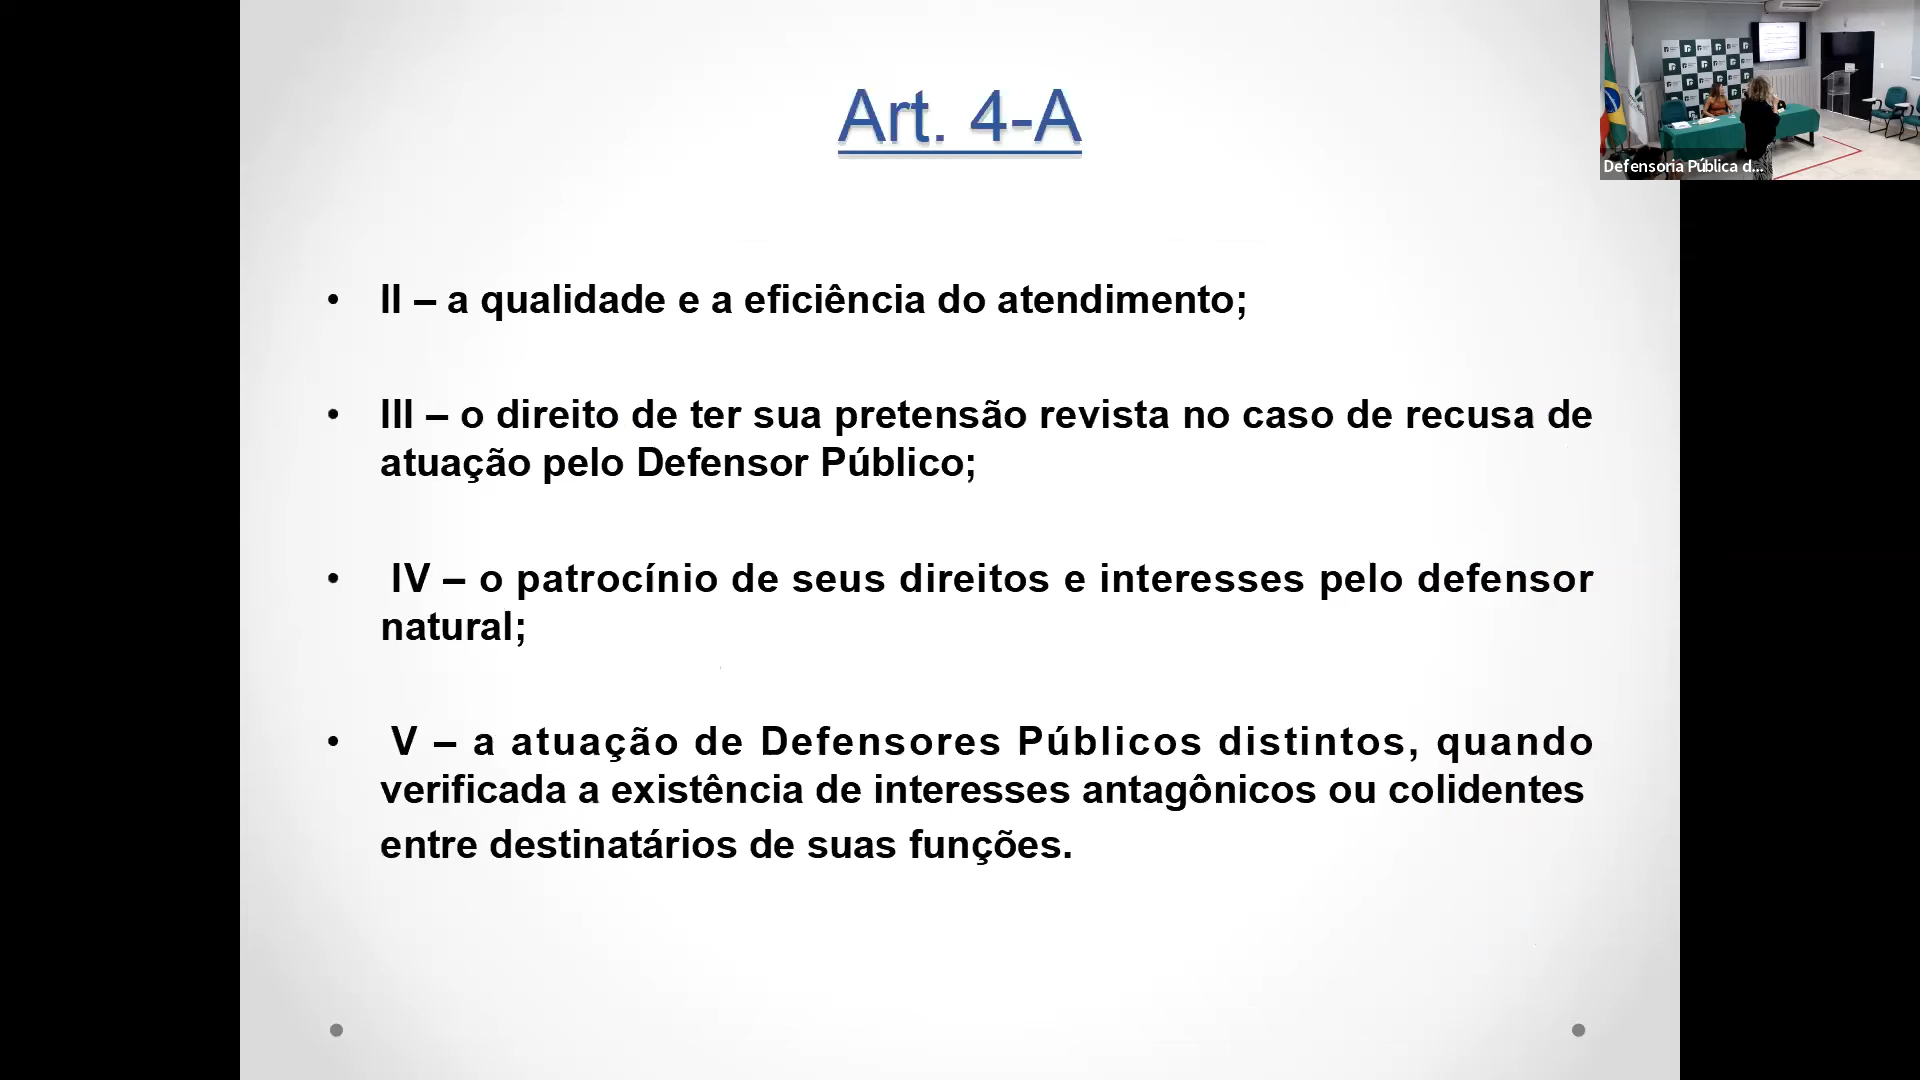 Art. 4-A
Defensoria Pública d...
• II – a qualidade e a eficiência do atendimento;
• III – o direito de ter sua pretensão revista no caso de recusa de
atuação pelo Defensor Público;
• IV – o patrocínio de seus direitos e interesses pelo defensor
natural;
• V – a atuação de Defensores Públicos distintos, quando
verificada a existência de interesses antagônicos ou colidentes
entre destinatários de suas funções.